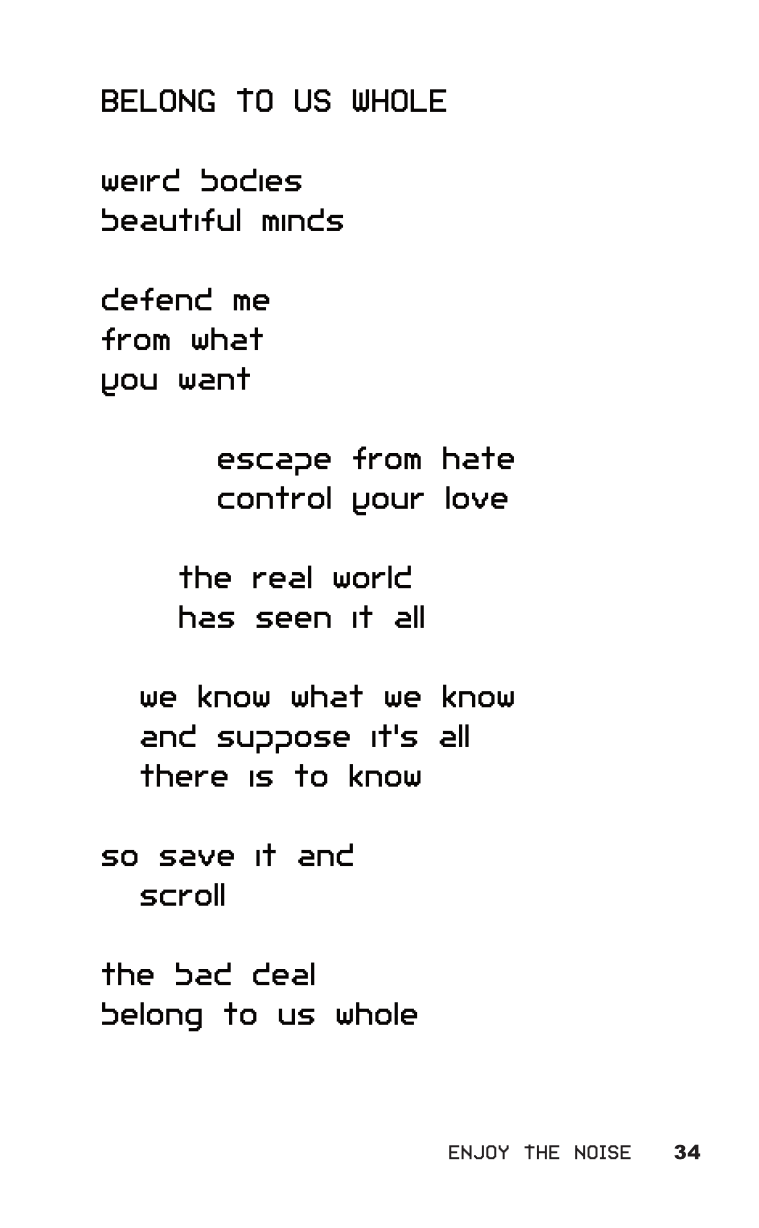 BELONG TO US WHOLE
weird bodies
beautiful minds
defend me
from what
you want
escape from hate
control your love
the real world
has seen it all
we know what we know
and suppose it's all
there is to know
so save it and
scroll
the bad deal
belong to us whole
ENJOY THE NOISE 34